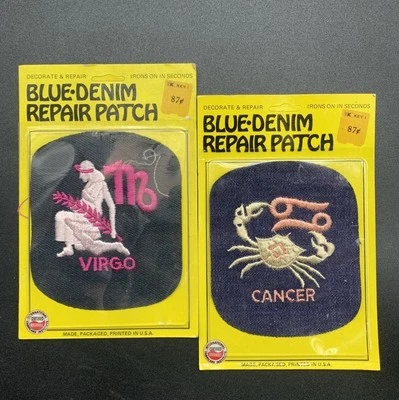 DECORATE & REPAIR IRONS ON IN SECONDS
BLUE-DENIM
REPAIR PATCH
87¢
VIRGO
MADE, PACKAGED, PRINTED IN U.S.A.
DECORATE & REPAIR IRONS ON IN SECONDS
BLUE-DENIM
REPAIR PATCH
87¢
CANCER
MADE, PACKAGED, PRINTED IN U.S.A.